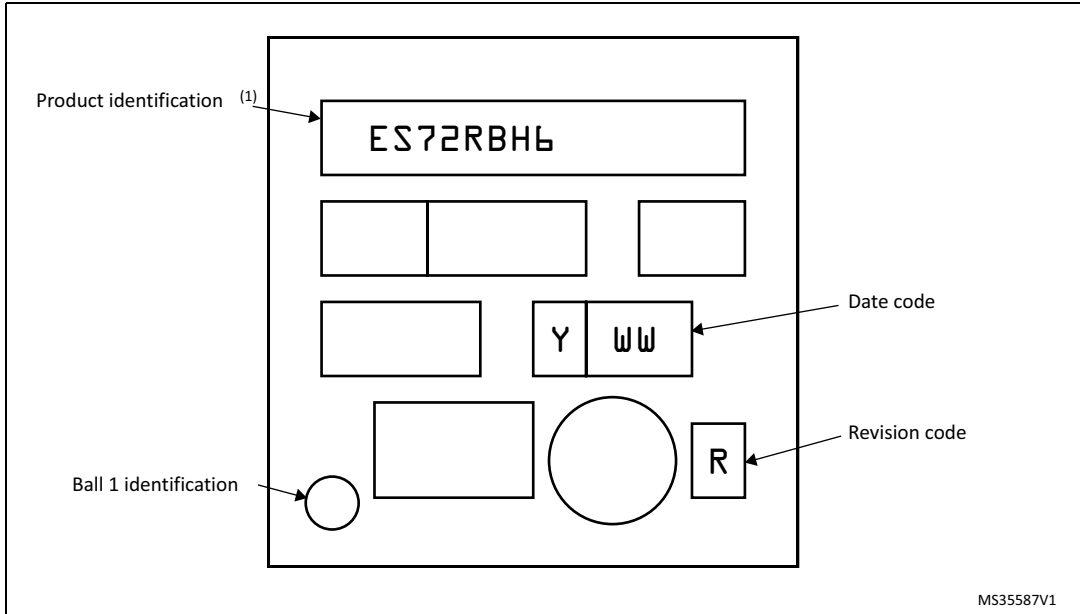 Product identification (1)
ES72RBH6
Date code
Y WW
Revision code
R
Ball 1 identification
MS35587V1